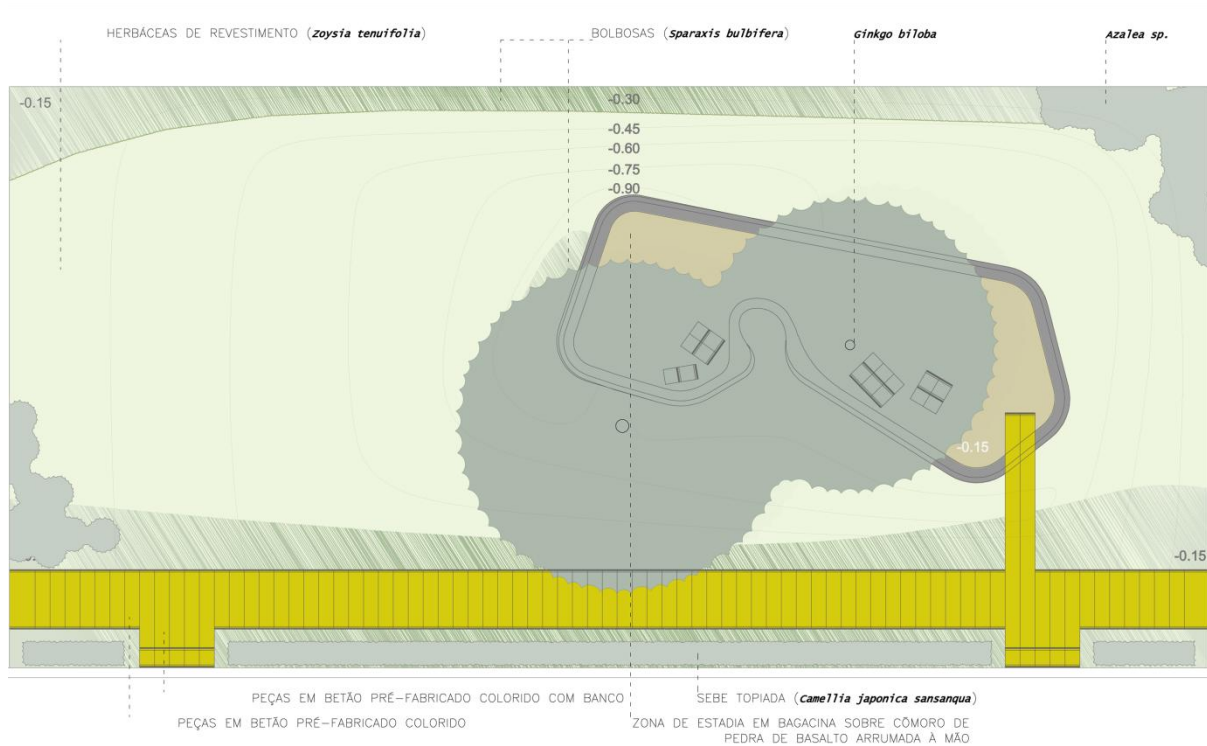 HERBÁCEAS DE REVESTIMENTO (Zoysia tenuifolia)
BOLBOSAS (Sparaxis bulbifera)
Ginkgo biloba
Azalea sp.
-0.15
-0.30
-0.45
-0.60
-0.75
-0.90
-0.15
-0.15
PEÇAS EM BETÃO PRÉ-FABRICADO COLORIDO COM BANCO
SEBE TOPIADA (Camellia japonica sansanqua)
PEÇAS EM BETÃO PRÉ-FABRICADO COLORIDO
ZONA DE ESTADIA EM BAGACINA SOBRE CÔMORO DE
PEDRA DE BASALTO ARRUMADA À MÃO